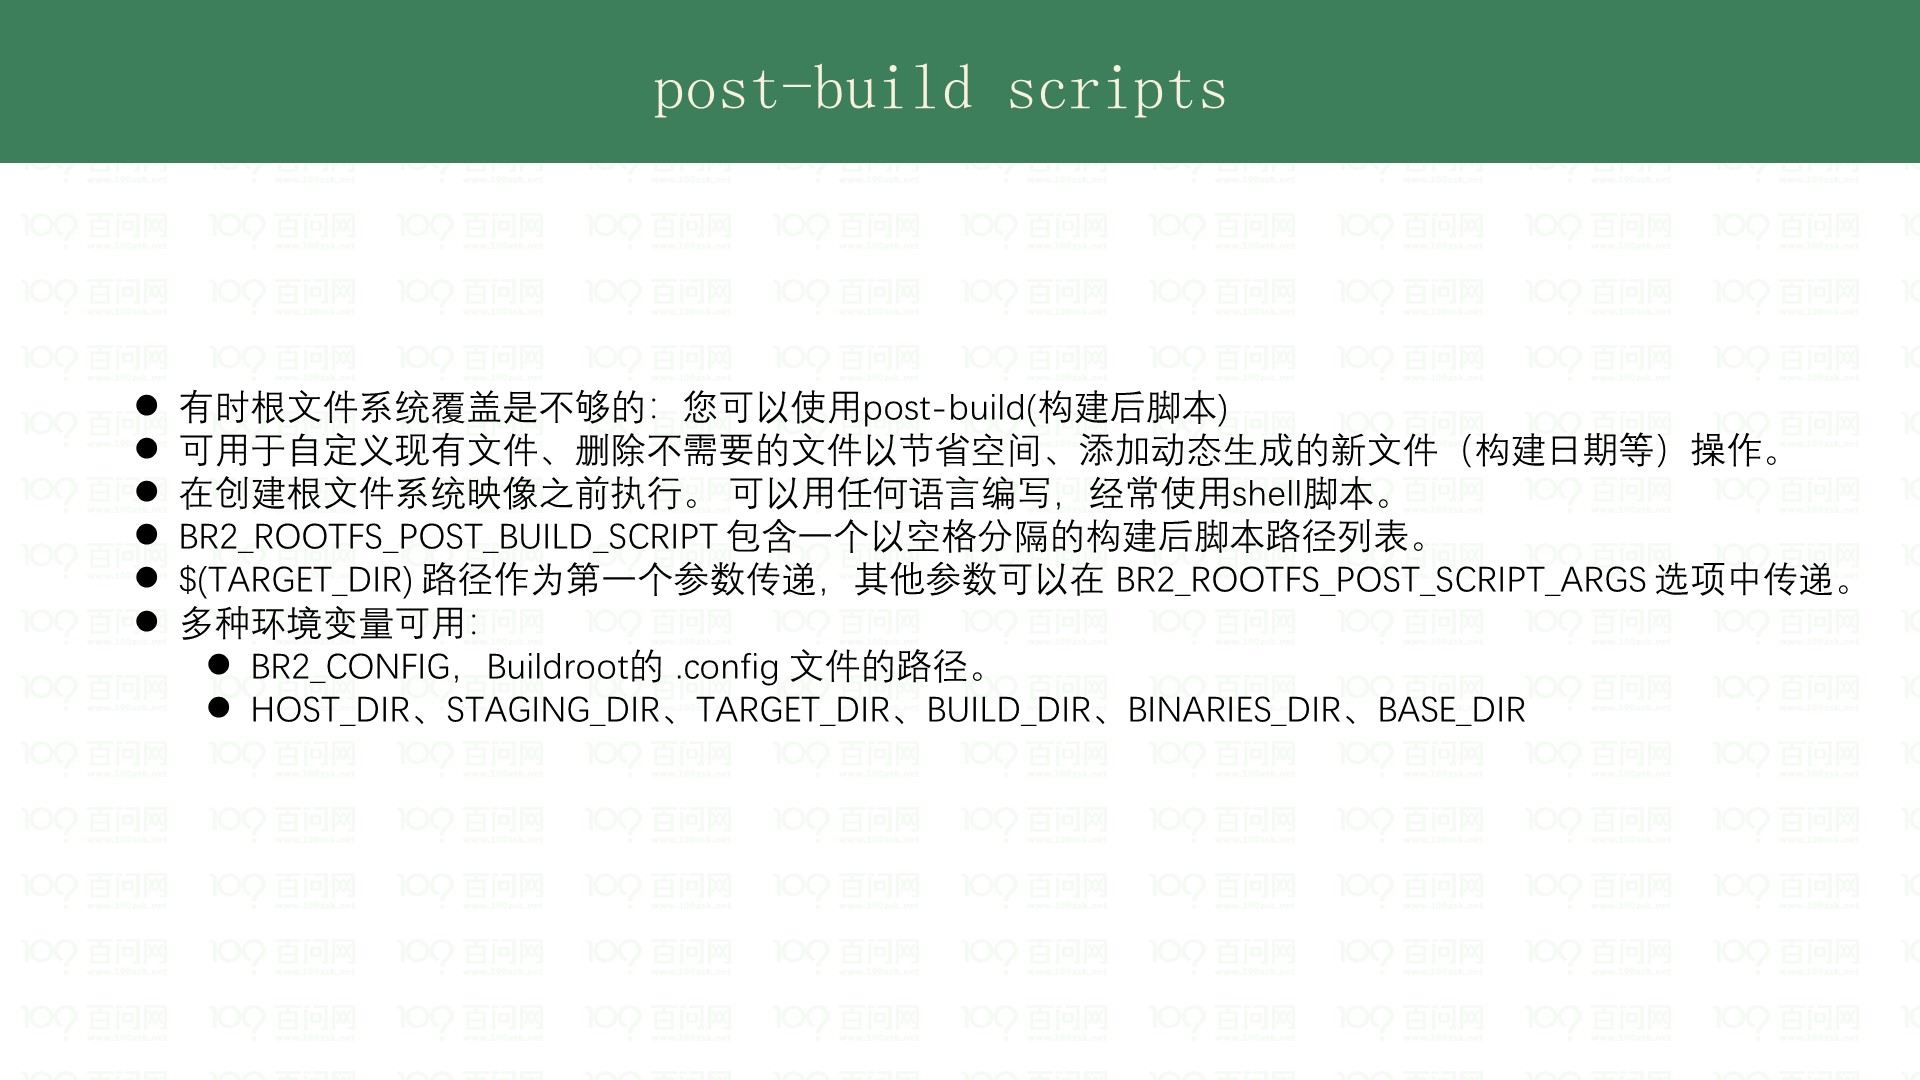 post-build scripts
有时根文件系统覆盖是不够的：您可以使用post-build(构建后脚本)
可用于自定义现有文件、删除不需要的文件以节省空间、添加动态生成的新文件（构建日期等）操作。
在创建根文件系统映像之前执行。 可以用任何语言编写，经常使用shell脚本。
BR2_ROOTFS_POST_BUILD_SCRIPT 包含一个以空格分隔的构建后脚本路径列表。
$(TARGET_DIR) 路径作为第一个参数传递，其他参数可以在 BR2_ROOTFS_POST_SCRIPT_ARGS 选项中传递。
多种环境变量可用：
BR2_CONFIG，Buildroot的 .config 文件的路径。
HOST_DIR、STAGING_DIR、TARGET_DIR、BUILD_DIR、BINARIES_DIR、BASE_DIR